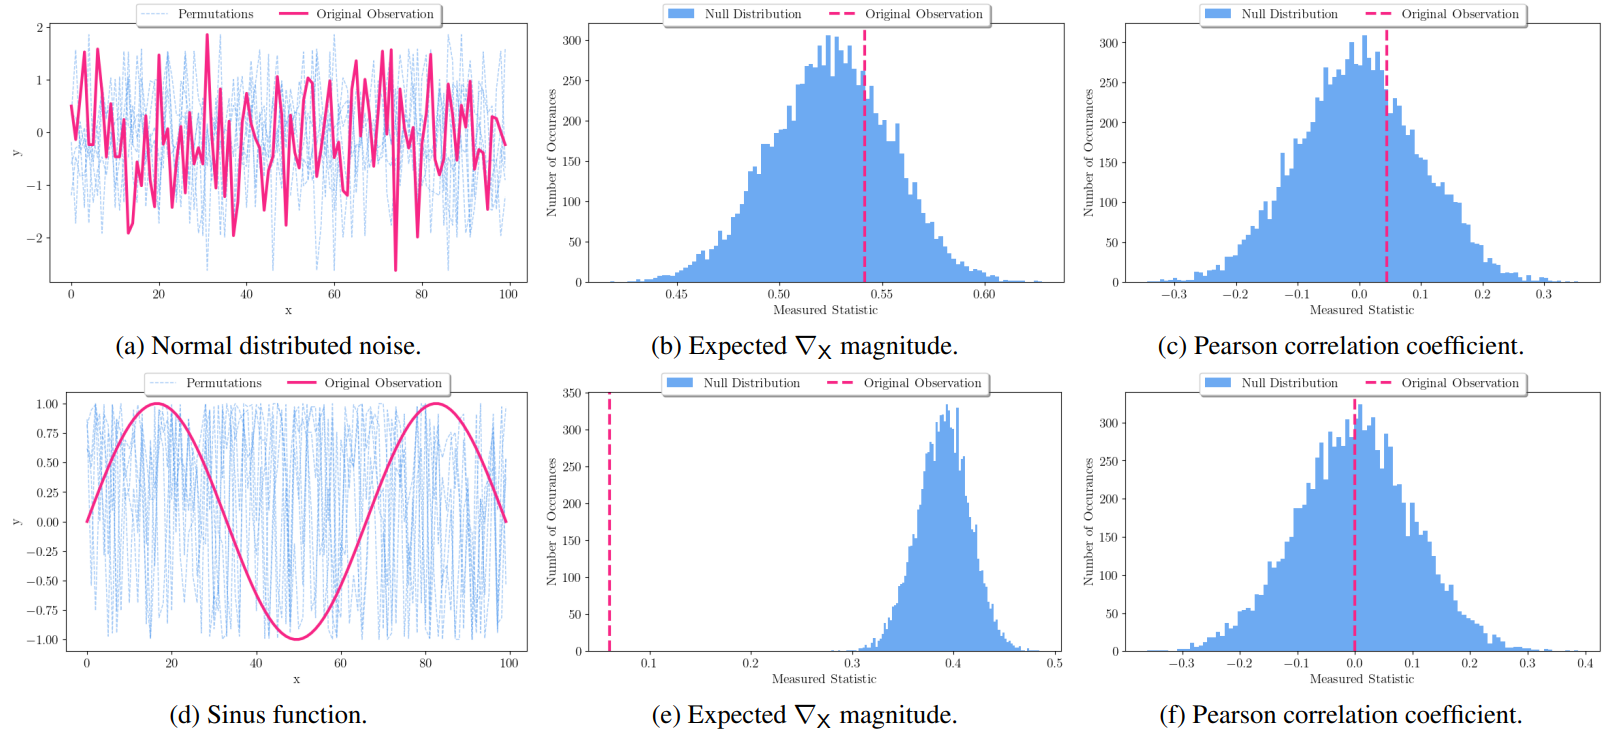 Permutations Original Observation
2
1
0
−1
−2
y
0 20 40 60 80 100
x
(a) Normal distributed noise.
Null Distribution Original Observation
300
250
200
150
100
50
0
Number of Occurances
0.45 0.50 0.55 0.60
Measured Statistic
(b) Expected ∇X magnitude.
Null Distribution Original Observation
300
250
200
150
100
50
0
Number of Occurances
−0.3 −0.2 −0.1 0.0 0.1 0.2 0.3
Measured Statistic
(c) Pearson correlation coefficient.
Permutations Original Observation
1.00
0.75
0.50
0.25
0.00
−0.25
−0.50
−0.75
−1.00
y
0 20 40 60 80 100
x
(d) Sinus function.
Null Distribution Original Observation
350
300
250
200
150
100
50
0
Number of Occurances
0.1 0.2 0.3 0.4 0.5
Measured Statistic
(e) Expected ∇X magnitude.
Null Distribution Original Observation
300
250
200
150
100
50
0
Number of Occurances
−0.3 −0.2 −0.1 0.0 0.1 0.2 0.3 0.4
Measured Statistic
(f) Pearson correlation coefficient.